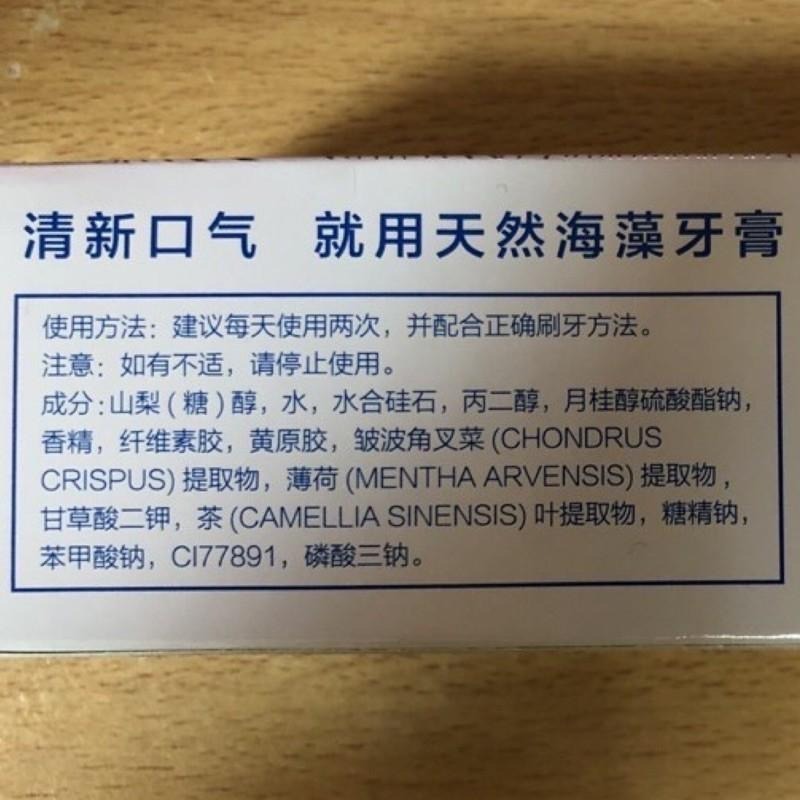 清新口气 就用天然海藻牙膏
使用方法：建议每天使用两次，并配合正确刷牙方法。
注意：如有不适，请停止使用。
成分：山梨(糖)醇，水，水合硅石，丙二醇，月桂醇硫酸酯钠，
香精，纤维素胶，黄原胶，皱波角叉菜(CHONDRUS
CRISPUS)提取物，薄荷(MENTHA ARVENSIS)提取物，
甘草酸二钾，茶(CAMELLIA SINENSIS)叶提取物，糖精钠，
苯甲酸钠，CI77891，磷酸三钠。